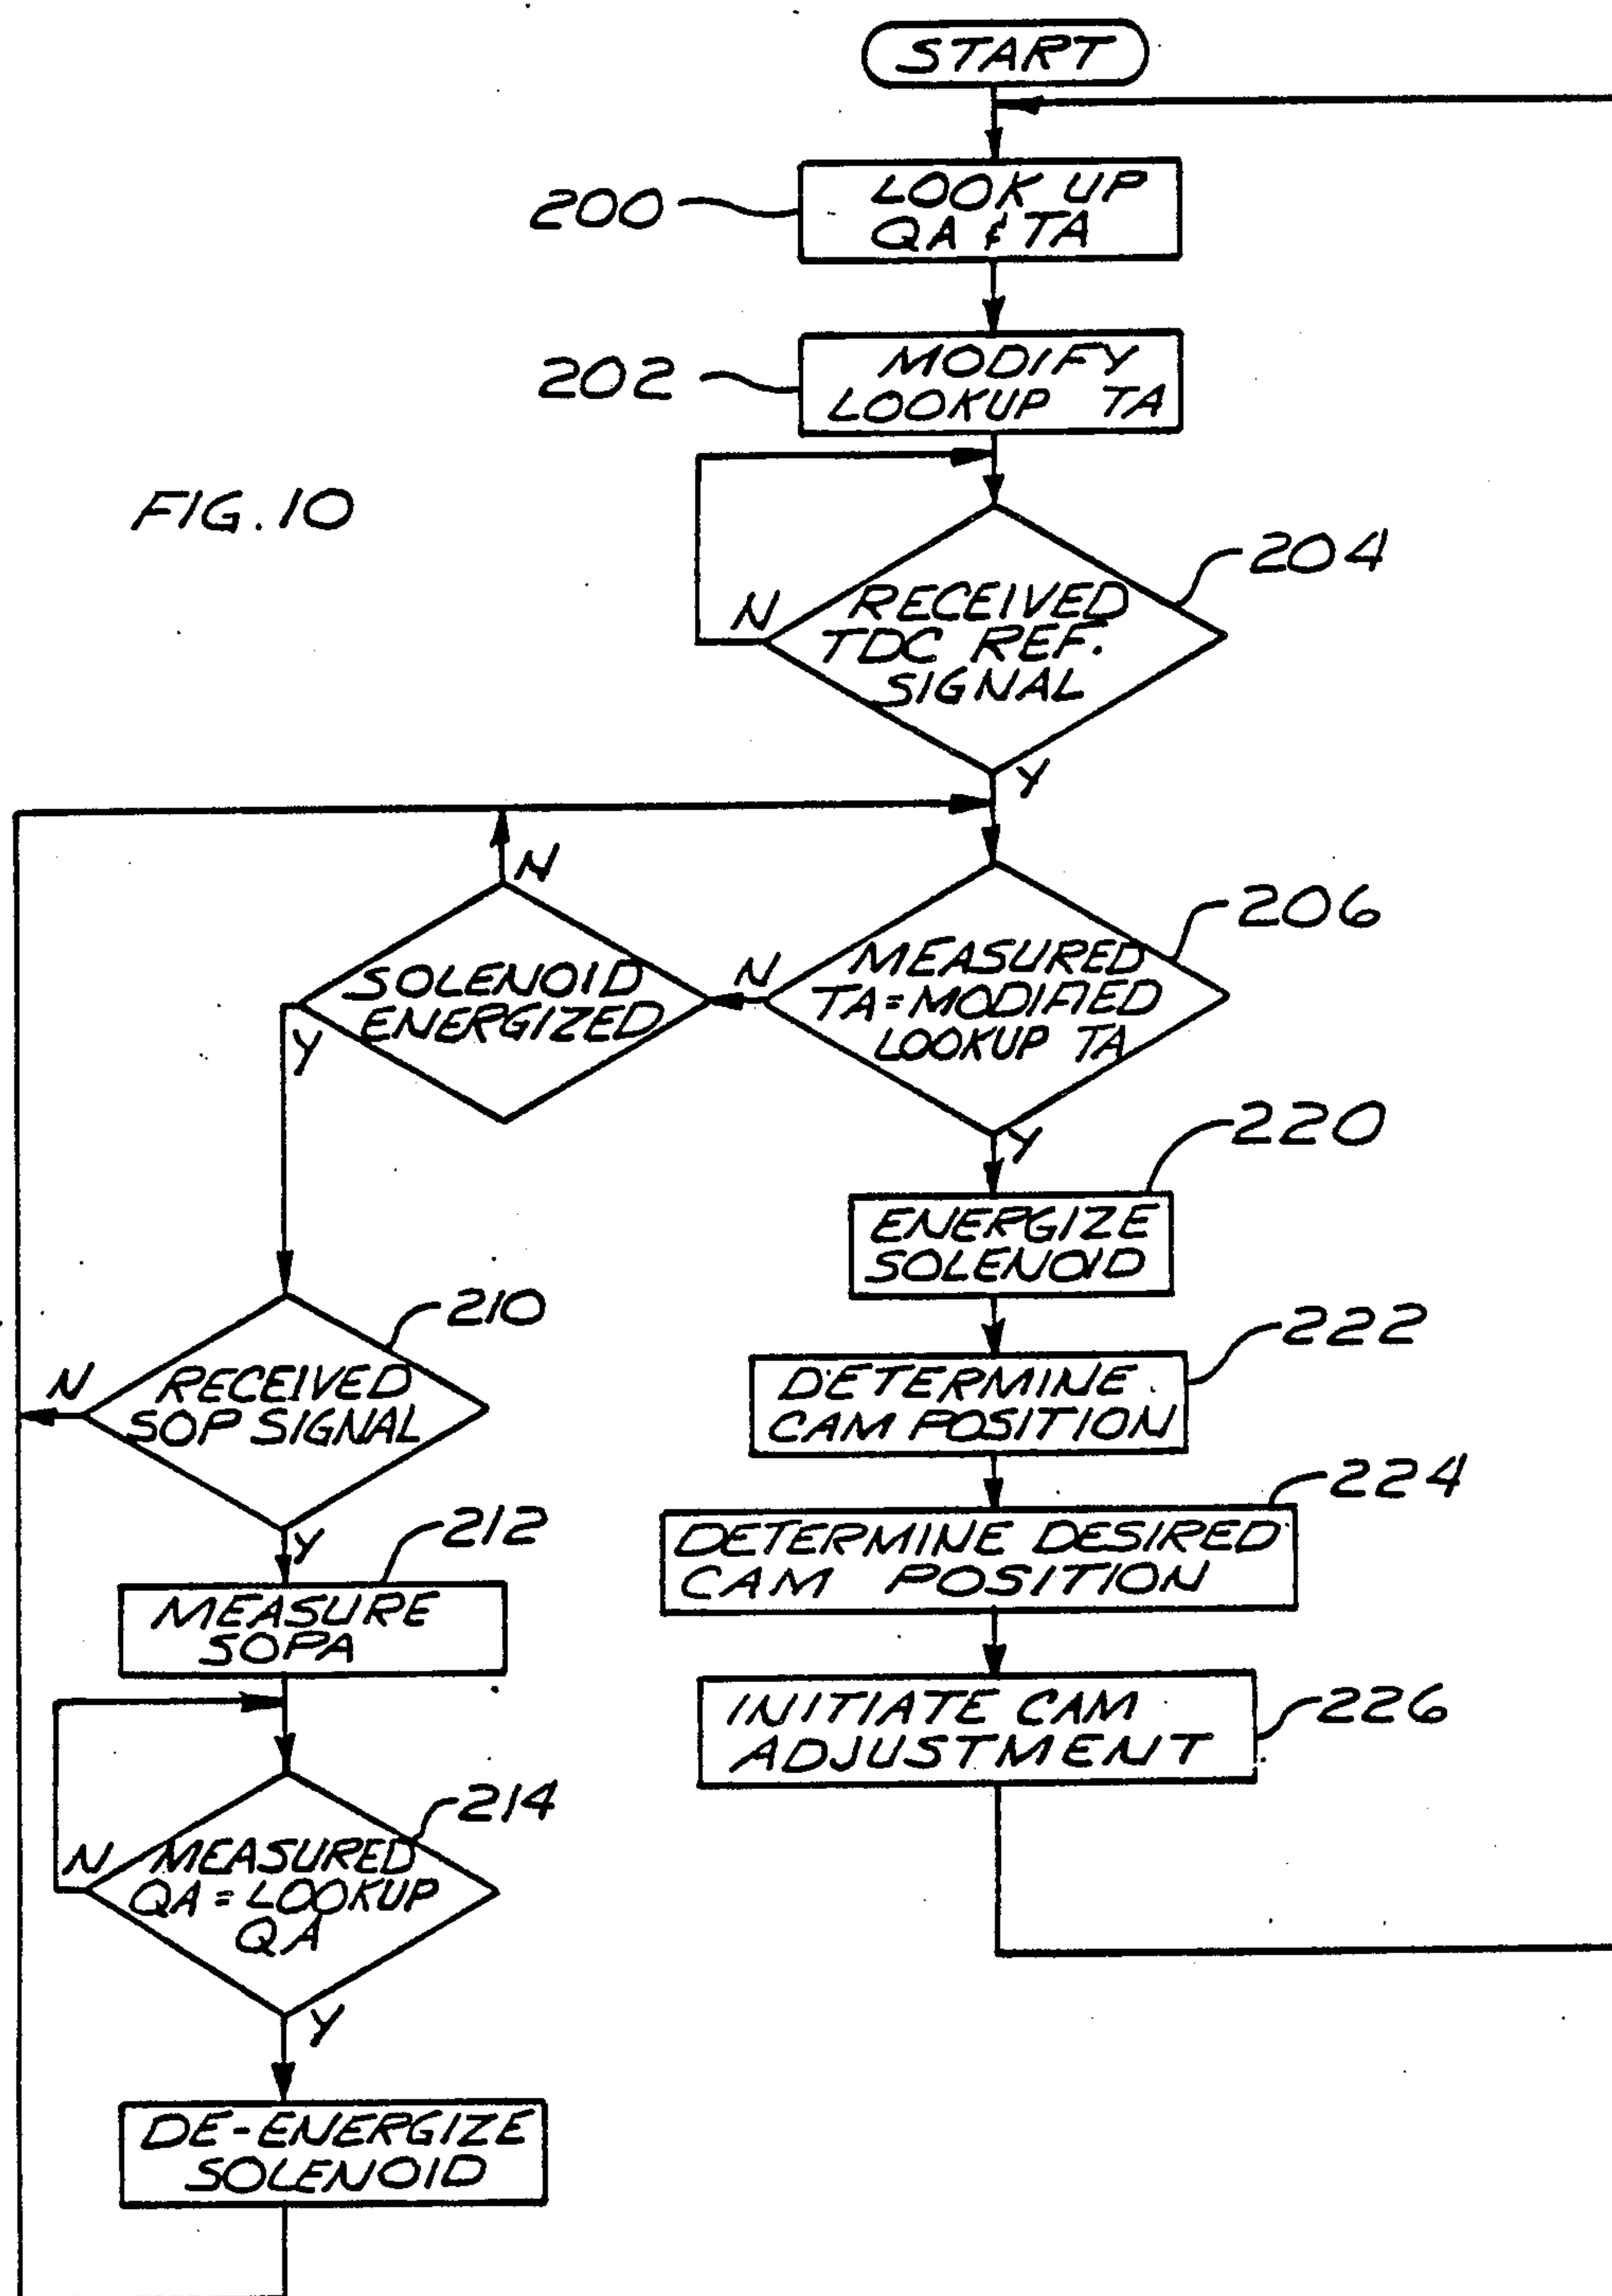 START
200
LOOK UP
QA & TA
202
MODIFY
LOOKUP TA
FIG. 10
204
N
RECEIVED
TDC REF.
SIGNAL
Y
N
206
SOLENOID
ENERGIZED
N
MEASURED
TA = MODIFIED
LOOKUP TA
Y
Y
220
ENERGIZE
SOLENOID
210
N
RECEIVED
SOP SIGNAL
Y
222
DETERMINE
CAM POSITION
224
DETERMINE DESIRED
CAM POSITION
212
MEASURE
SOPA
226
INITIATE CAM
ADJUSTMENT
214
N
MEASURED
QA = LOOKUP
QA
Y
DE-ENERGIZE
SOLENOID